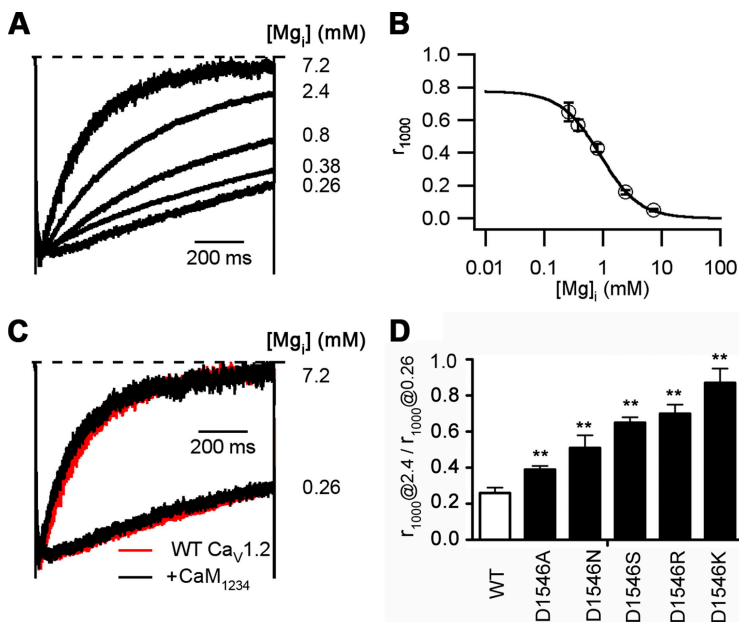 A
[Mgᵢ] (mM)
7.2
2.4
0.8
0.38
0.26
200 ms
B
r₁₀₀₀
1.0
0.8
0.6
0.4
0.2
0.0
0.01 0.1 1 10 100
[Mg]ᵢ (mM)
C
[Mgᵢ] (mM)
7.2
200 ms
0.26
WT Caᵥ1.2
+CaM₁₂₃₄
D
r₁₀₀₀@2.4 / r₁₀₀₀@0.26
1.0
0.8
0.6
0.4
0.2
0.0
** ** ** ** **
WT
D1546A
D1546N
D1546S
D1546R
D1546K